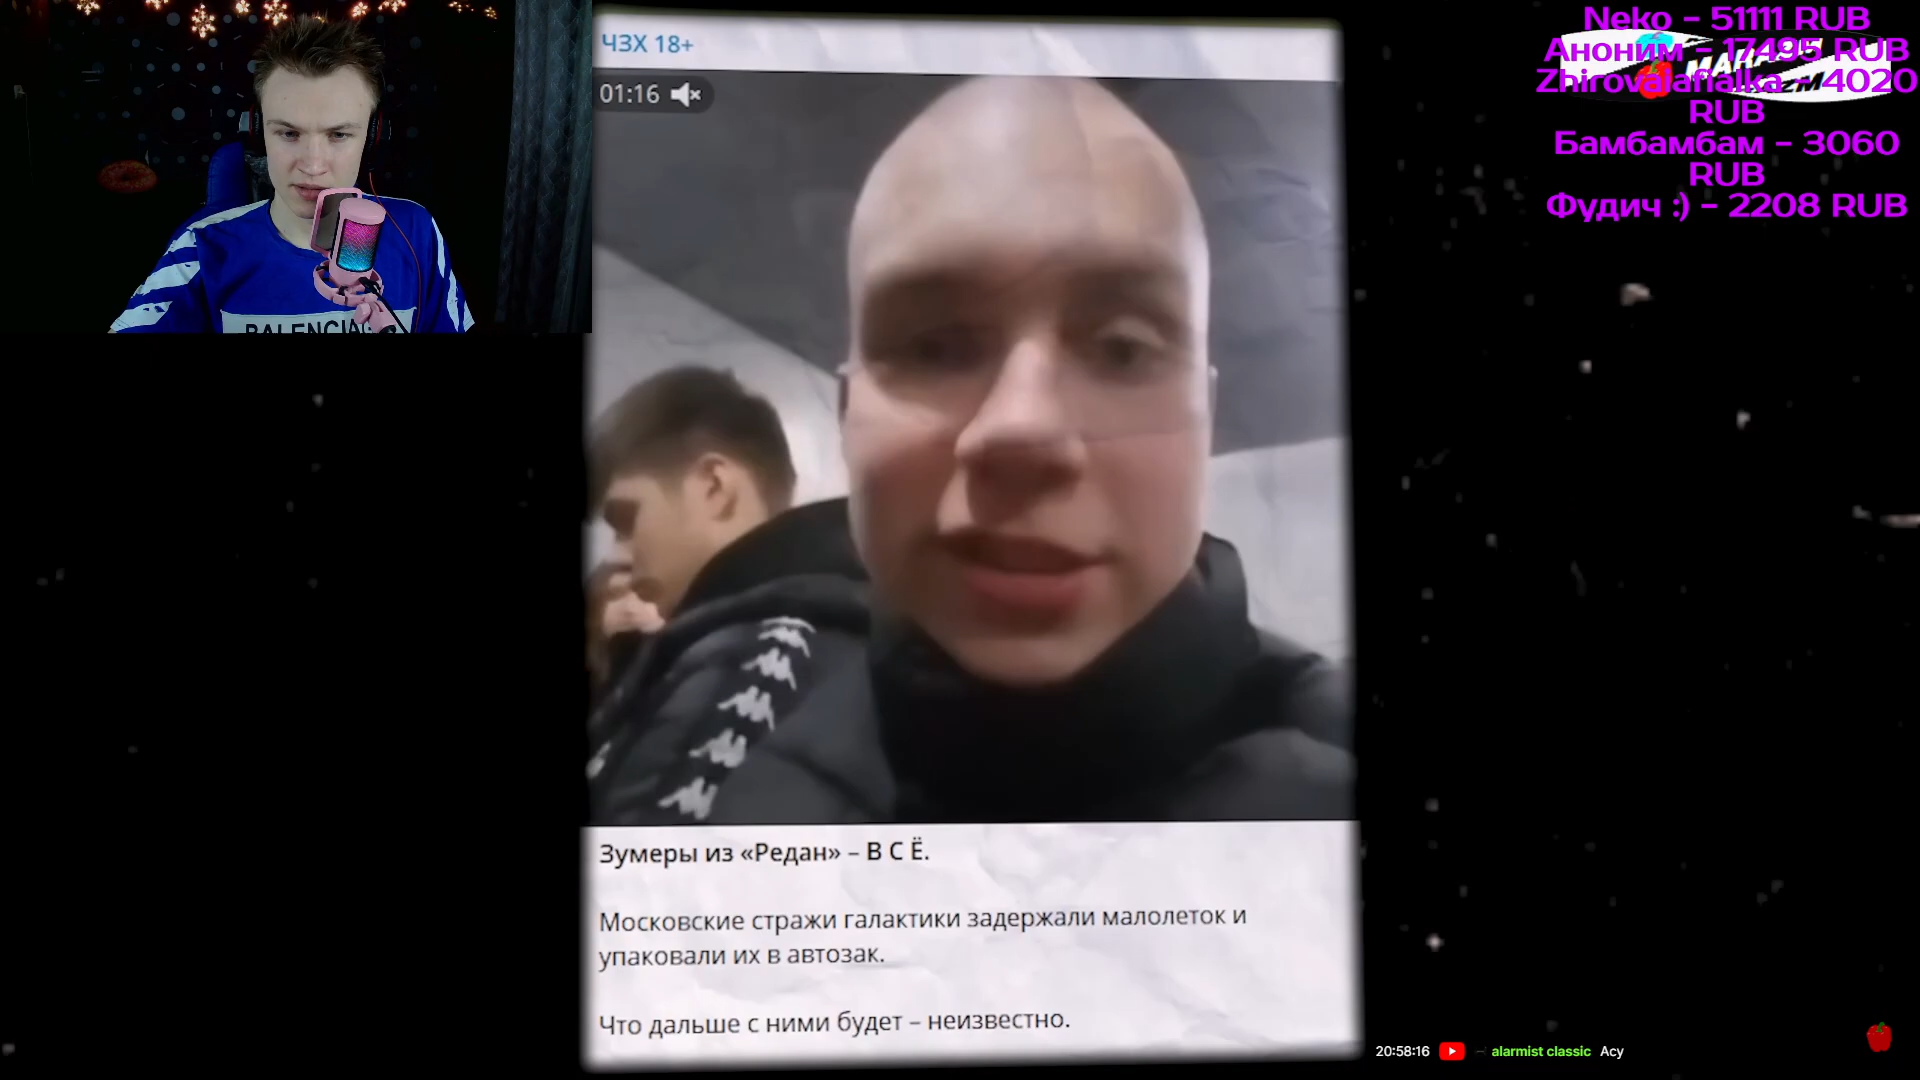 ЧЗХ 18+
01:16
Зумеры из «Редан» – В С Ё.
Московские стражи галактики задержали малолеток и
упаковали их в автозак.
Что дальше с ними будет – неизвестно.
Neko - 51111 RUB
Аноним - 17495 RUB
Zhirovalafialka - 4020
RUB
Бамбамбам - 3060
RUB
Фудич :) - 2208 RUB
20:58:16 alarmist classic Асу